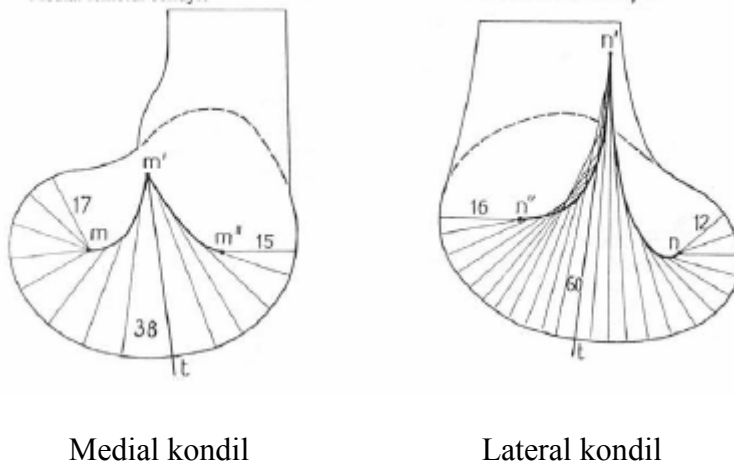 n'
m'
17
16
n"
12
m
m"
15
n
60
38
t
t
Medial kondil
Lateral kondil